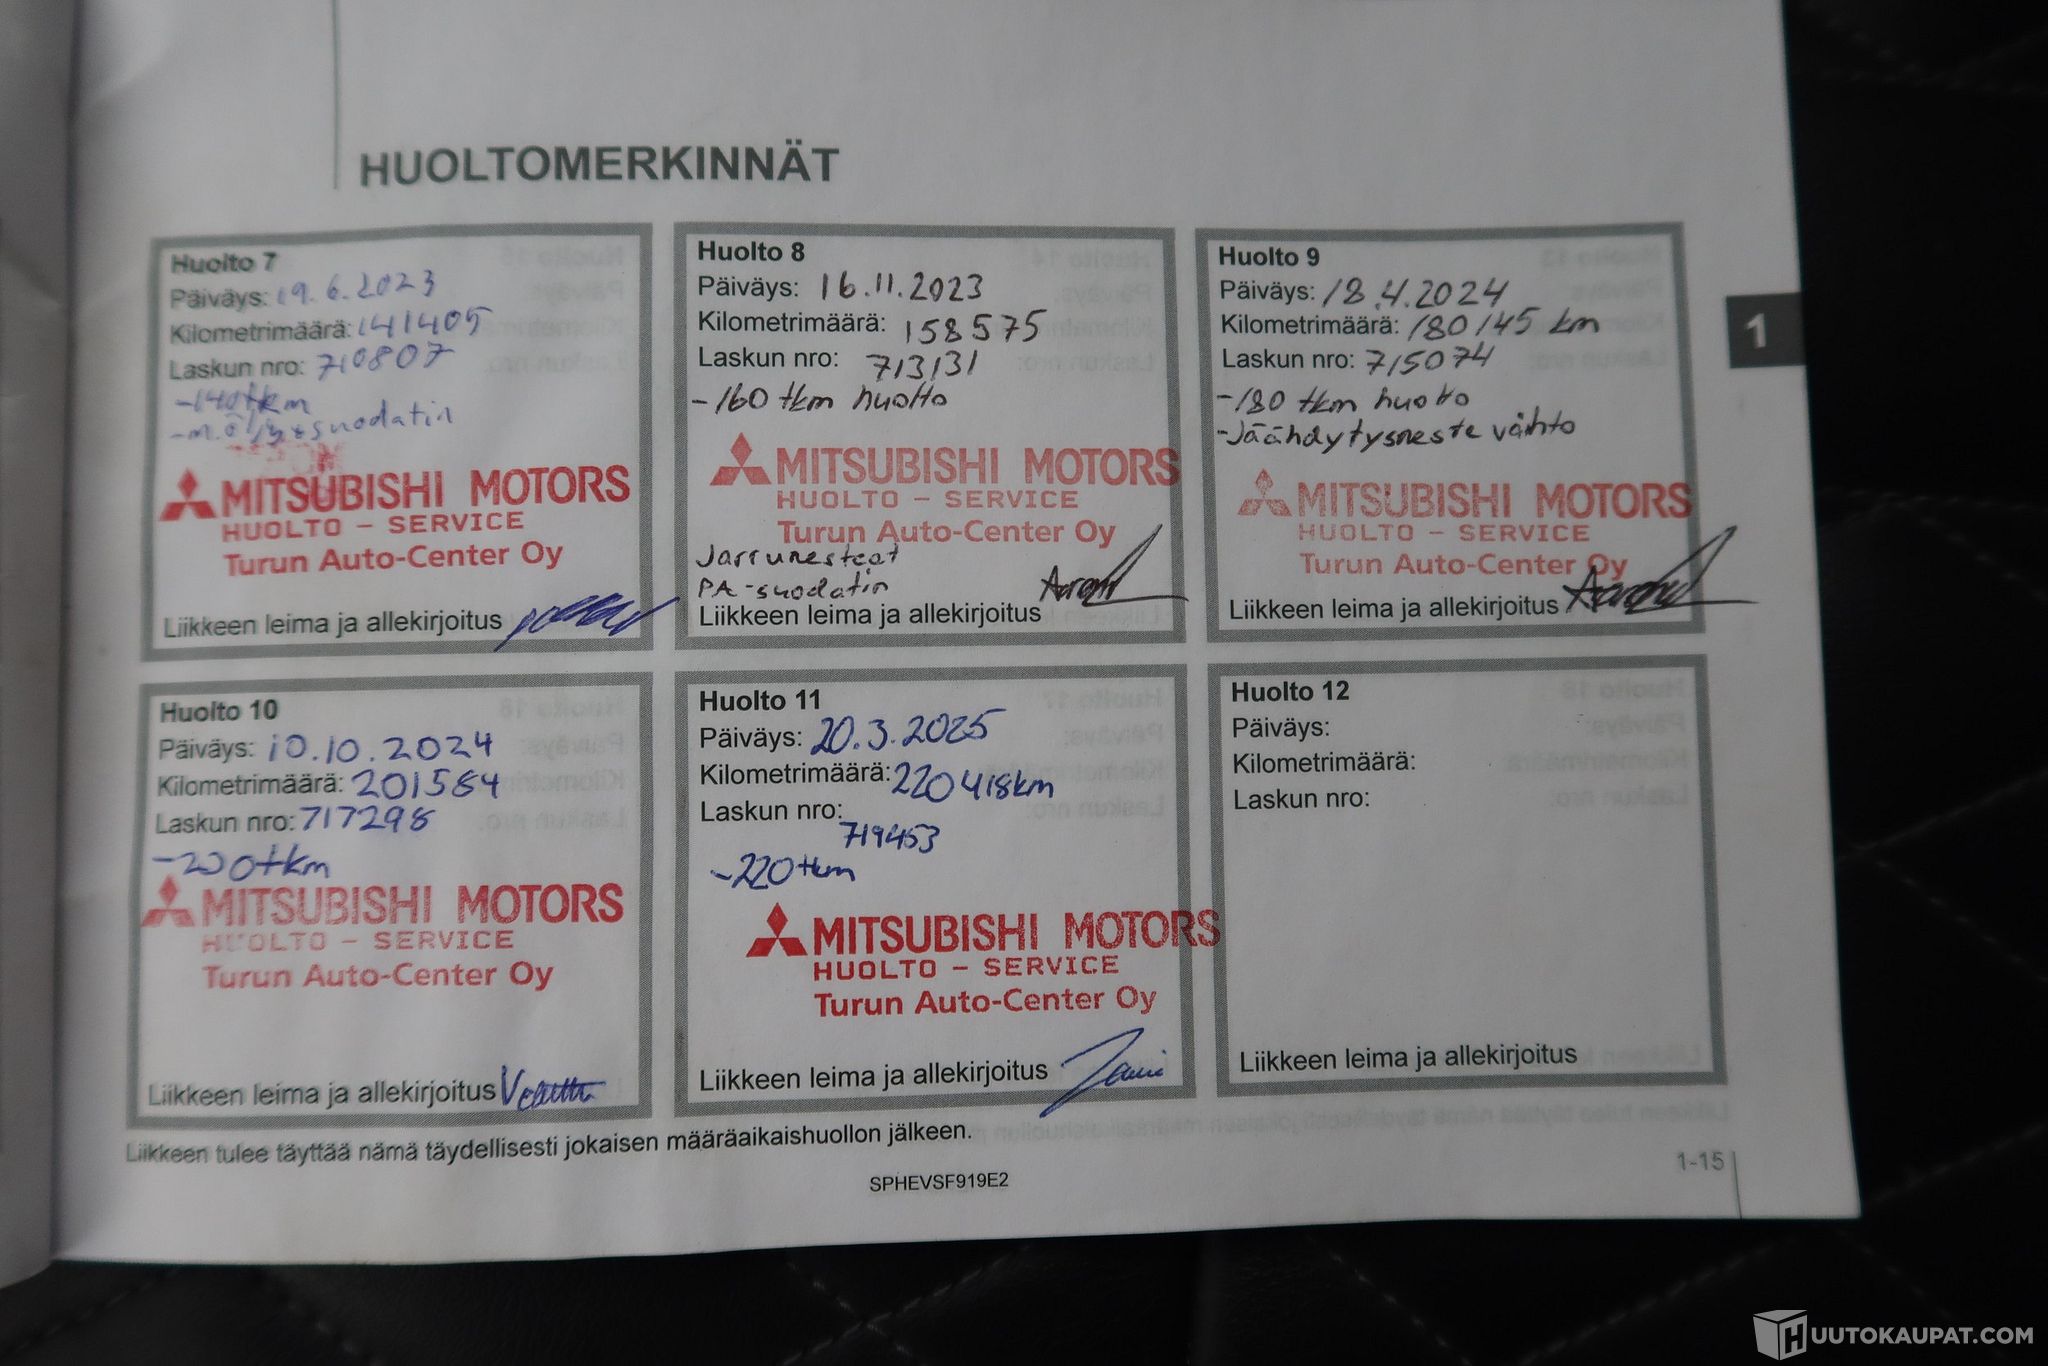 HUOLTOMERKINNÄT
Huolto 7
Päiväys: 19.6.2023
Kilometrimäärä: 141405
Laskun nro: 710807
-140tkm
-m.öljy+suodatin
MITSUBISHI MOTORS
HUOLTO - SERVICE
Turun Auto-Center Oy
Liikkeen leima ja allekirjoitus
Huolto 8
Päiväys: 16.11.2023
Kilometrimäärä: 158575
Laskun nro: 713131
-160 tkm huolto
MITSUBISHI MOTORS
HUOLTO - SERVICE
Turun Auto-Center Oy
Jarrunesteet
PA-suodatin
Liikkeen leima ja allekirjoitus
Huolto 9
Päiväys: 18.4.2024
Kilometrimäärä: 180145 km
Laskun nro: 715074
-180 tkm huolto
-Jäähdytysneste vaihto
MITSUBISHI MOTORS
HUOLTO - SERVICE
Turun Auto-Center Oy
Liikkeen leima ja allekirjoitus
1
Huolto 10
Päiväys: 10.10.2024
Kilometrimäärä: 201584
Laskun nro: 717298
-200tkm
MITSUBISHI MOTORS
HUOLTO - SERVICE
Turun Auto-Center Oy
Liikkeen leima ja allekirjoitus
Huolto 11
Päiväys: 20.3.2025
Kilometrimäärä: 220418km
Laskun nro:
719453
-220tkm
MITSUBISHI MOTORS
HUOLTO - SERVICE
Turun Auto-Center Oy
Liikkeen leima ja allekirjoitus
Huolto 12
Päiväys:
Kilometrimäärä:
Laskun nro:
Liikkeen leima ja allekirjoitus
Liikkeen tulee täyttää nämä täydellisesti jokaisen määräaikaishuollon jälkeen.
1-15
SPHEVSF919E2
HUUTOKAUPAT.COM